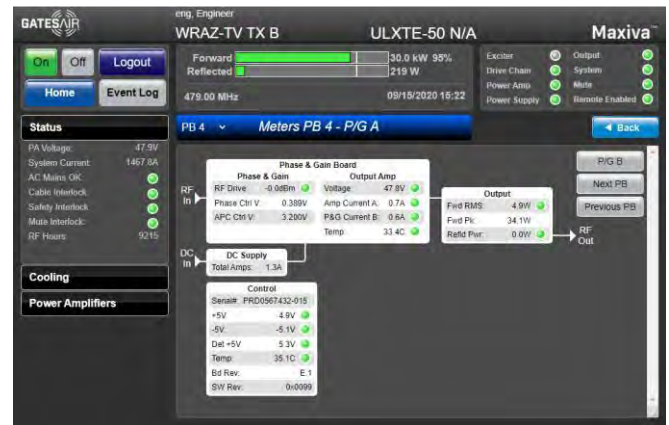 GATESAIR
eng, Engineer
WRAZ-TV TX B
ULXTE-50 N/A
Maxiva
On
Off
Logout
Home
Event Log
Forward
30.0 kW 95%
Reflected
219 W
479.00 MHz
09/15/2020 15:22
Exciter
Output
Drive Chain
System
Power Amp
Mute
Power Supply
Remote Enabled
Status
PB 4
Meters PB 4 - P/G A
Back
PA Voltage: 47.9V
System Current: 1467.8A
AC Mains OK:
Cable Interlock:
Safety Interlock:
Mute Interlock:
RF Hours: 9215
Cooling
Power Amplifiers
P/G B
Next PB
Previous PB
Phase & Gain Board
Phase & Gain
Output Amp
RF In
RF Drive: -0.0dBm
Voltage: 47.8V
Phase Ctrl V: 0.389V
Amp Current A: 0.7A
APC Ctrl V: 3.200V
P&G Current B: 0.6A
Temp: 33.4C
Output
Fwd RMS: 4.9W
Fwd Pk: 34.1W
Refld Pwr: 0.0W
RF Out
DC In
DC Supply
Total Amps: 1.3A
Control
Serial#: PRD0567432-015
+5V: 4.9V
-5V: -5.1V
Det +5V: 5.3V
Temp: 35.1C
Bd Rev: E.1
SW Rev: 0x0099